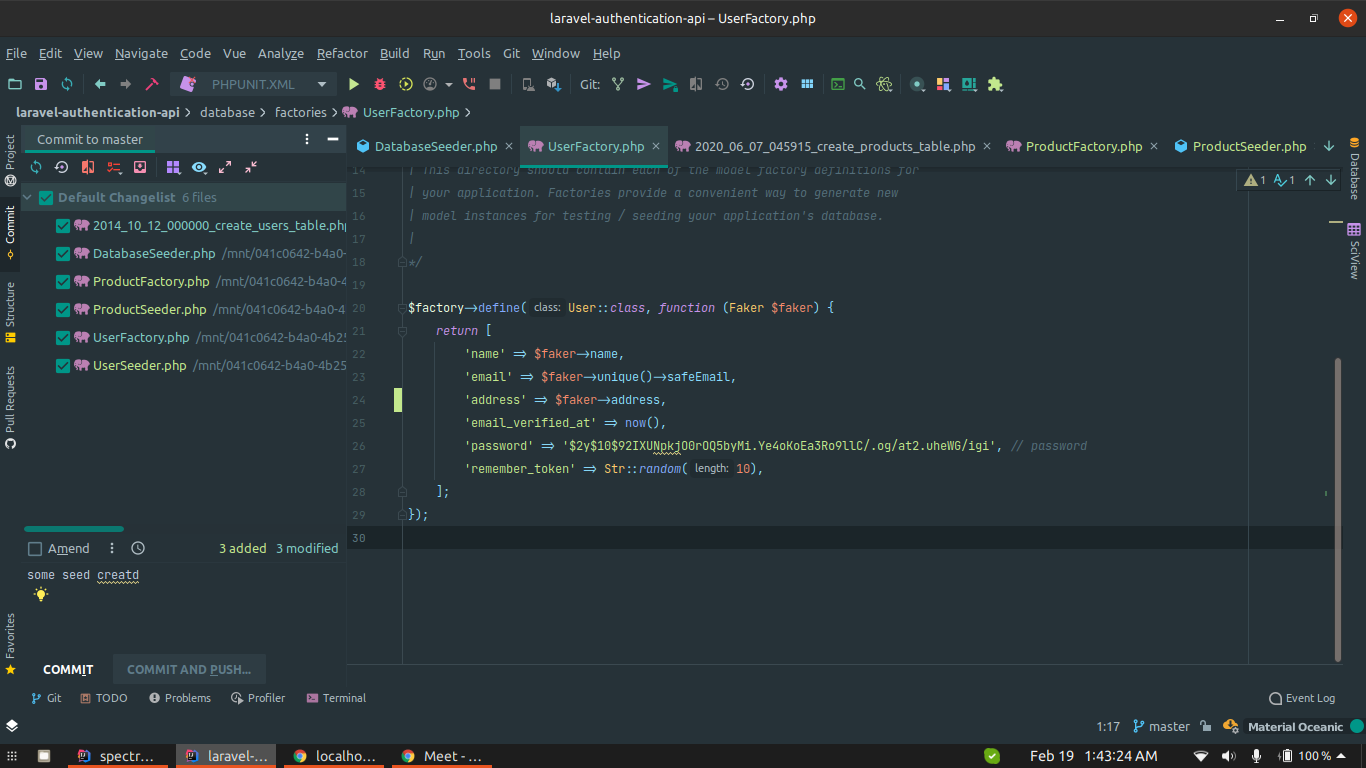 laravel-authentication-api – UserFactory.php
File Edit View Navigate Code Vue Analyze Refactor Build Run Tools Git Window Help
PHPUNIT.XML Git:
laravel-authentication-api database factories UserFactory.php
Commit to master
DatabaseSeeder.php UserFactory.php 2020_06_07_045915_create_products_table.php ProductFactory.php ProductSeeder.php
Project
Commit
Structure
Pull Requests
Favorites
Default Changelist 6 files
2014_10_12_000000_create_users_table.php
DatabaseSeeder.php /mnt/041c0642-b4a0-
ProductFactory.php /mnt/041c0642-b4a0-4
ProductSeeder.php /mnt/041c0642-b4a0-4
UserFactory.php /mnt/041c0642-b4a0-4b25
UserSeeder.php /mnt/041c0642-b4a0-4b25
Amend 3 added 3 modified
some seed creatd
COMMIT COMMIT AND PUSH...
14 | This directory should contain each of the model factory definitions for
15 | your application. Factories provide a convenient way to generate new
16 | model instances for testing / seeding your application's database.
17 |
18 */
19
20 $factory->define( class: User::class, function (Faker $faker) {
21 return [
22 'name' => $faker->name,
23 'email' => $faker->unique()->safeEmail,
24 'address' => $faker->address,
25 'email_verified_at' => now(),
26 'password' => '$2y$10$92IXUNpkjO0rOQ5byMi.Ye4oKoEa3Ro9llC/.og/at2.uheWG/igi', // password
27 'remember_token' => Str::random( length: 10),
28 ];
29 });
30
1 1
Database
SciView
Git TODO Problems Profiler Terminal Event Log
1:17 master Material Oceanic
spectr... laravel-... localho... Meet - ... Feb 19 1:43:24 AM 100 %